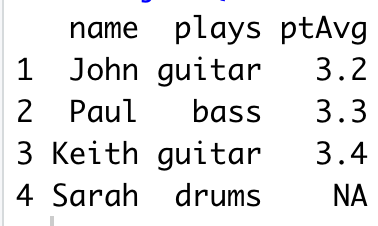 name plays ptAvg
1 John guitar 3.2
2 Paul bass 3.3
3 Keith guitar 3.4
4 Sarah drums NA